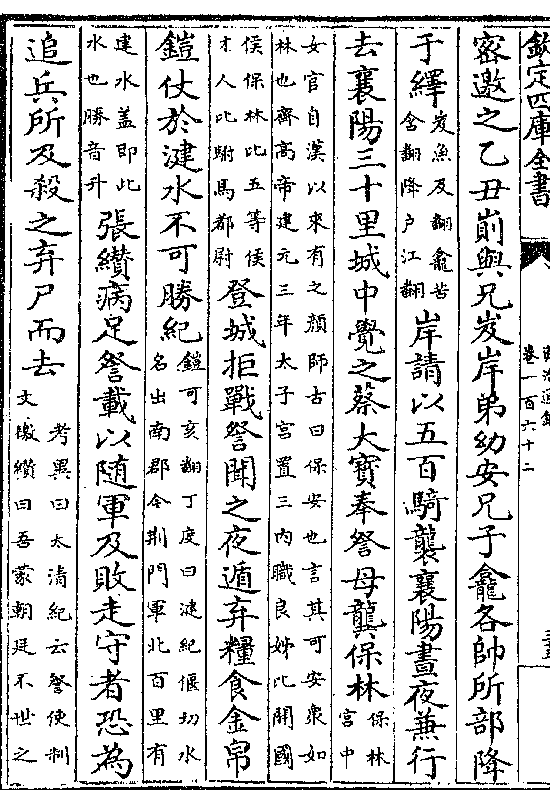 欽定四庫全書
資治通鑑
卷一百六十二
密邀之乙丑崱與兄岌岸弟幼安兄子龕各帥所部降
于繹岌魚及翻龕苦含翻降户江翻岸請以五百騎襲襄陽晝夜兼行
去襄陽三十里城中覺之蔡大寳奉詧母龔保林保林宫中
女官自漢以來有之顔師古曰保安也言其可安衆如
林也齊高帝建元三年太子宫置三内職良娣比開國
侯保林比五等侯才人比駙馬都尉登城拒戰詧聞之夜遁弃糧食金帛
鎧仗於湕水不可勝紀鎧可亥翻丁度曰湕紀偃切水名出南郡今荆門軍北百里有
建水盖即此水也勝音升張纉病足詧載以随軍及敗走守者恐為
追兵所及殺之弃尸而去考異曰太清紀云詧使制
文檄纉曰吾蒙朝廷不世之